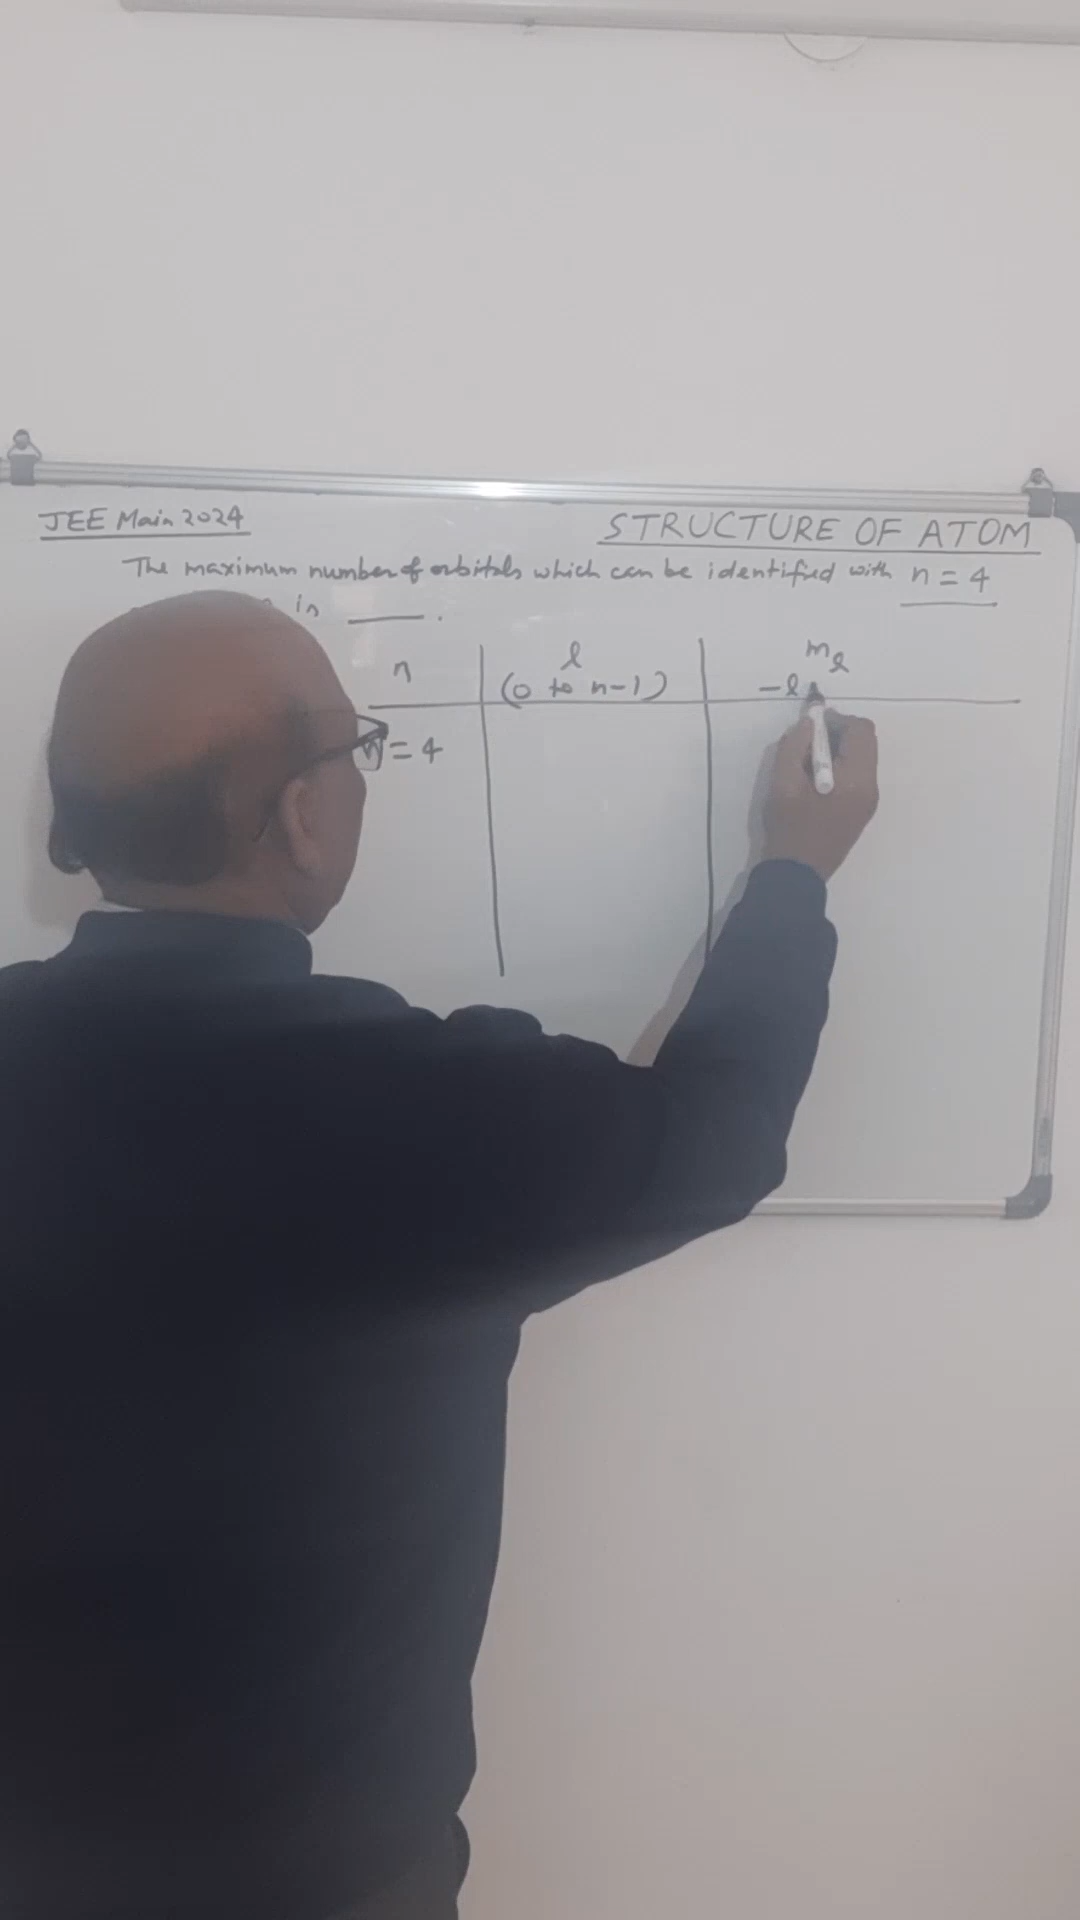 JEE Main 2024
STRUCTURE OF ATOM
The maximum number of orbitals which can be identified with n = 4
is ____.
n
l
(0 to n-1)
mₗ
-l
n = 4